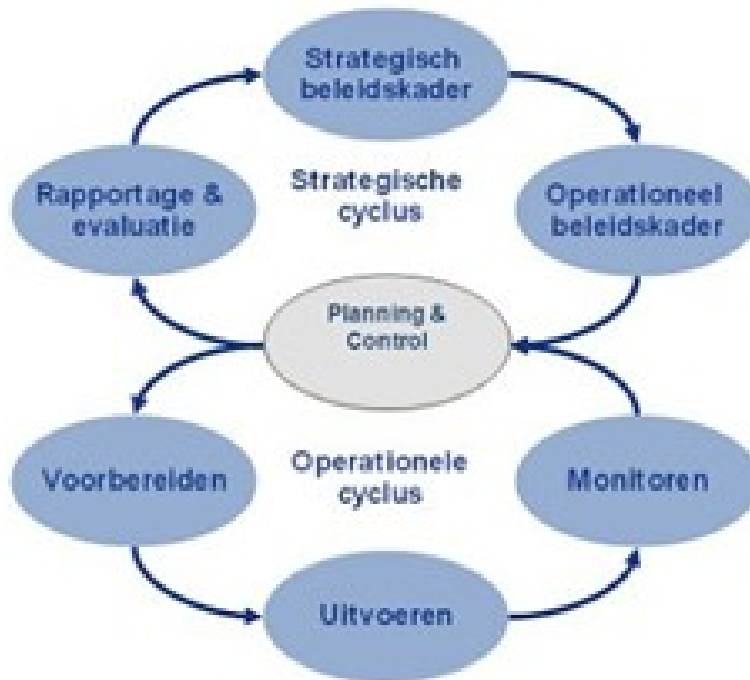 Strategisch
beleidskader
Rapportage &
evaluatie
Strategische
cyclus
Operationeel
beleidskader
Planning &
Control
Voorbereiden
Operationele
cyclus
Monitoren
Uitvoeren